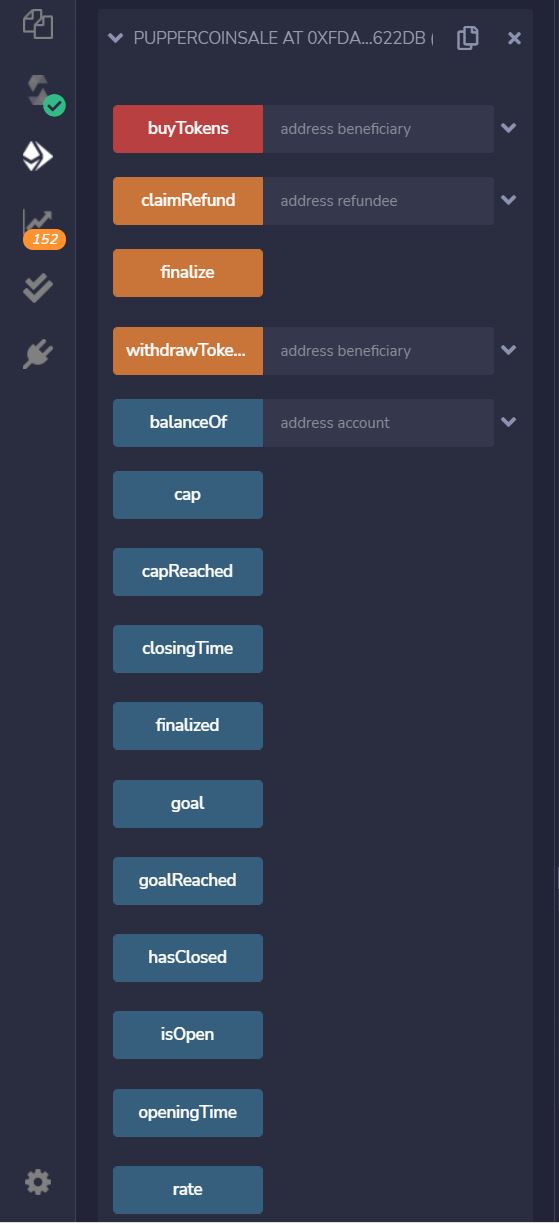 PUPPERCOINSALE AT 0XFDA...622DB (
buyTokens address beneficiary
claimRefund address refundee
152
finalize
withdrawToke... address beneficiary
balanceOf address account
cap
capReached
closingTime
finalized
goal
goalReached
hasClosed
isOpen
openingTime
rate